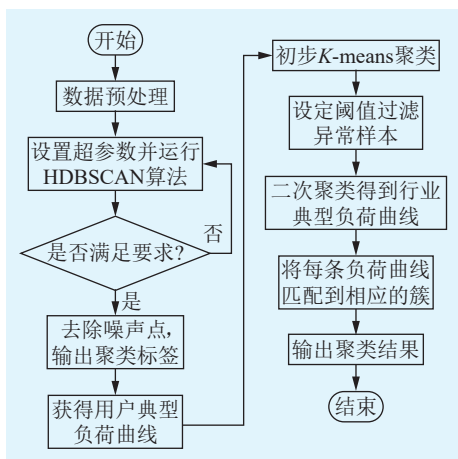 开始
数据预处理
设置超参数并运行
HDBSCAN算法
是否满足要求?
否
是
去除噪声点,
输出聚类标签
获得用户典型
负荷曲线
初步K-means聚类
设定阈值过滤
异常样本
二次聚类得到行业
典型负荷曲线
将每条负荷曲线
匹配到相应的簇
输出聚类结果
结束